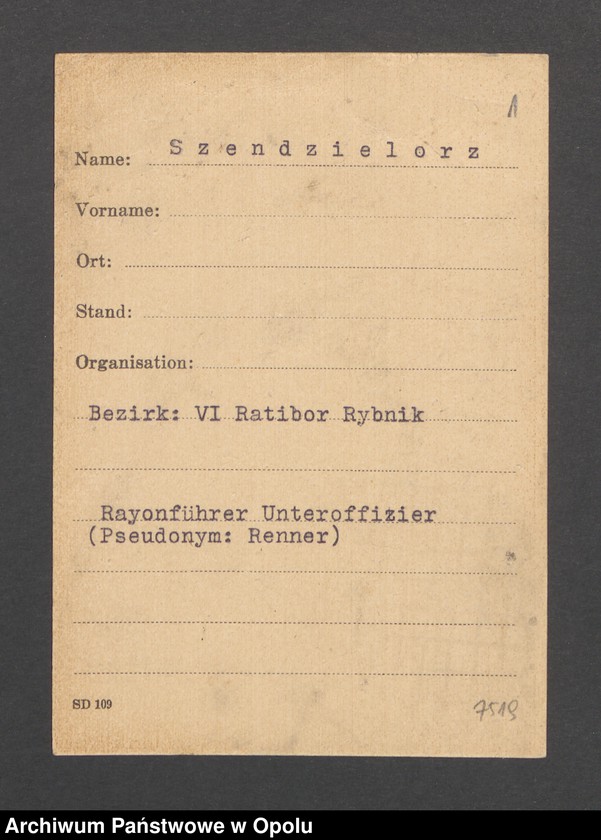 1
Name: Szendzielorz
Vorname:
Ort:
Stand:
Organisation:
Bezirk: VI Ratibor Rybnik
Rayonführer Unteroffizier
(Pseudonym: Renner)
SD 109
7519
Archiwum Państwowe w Opolu